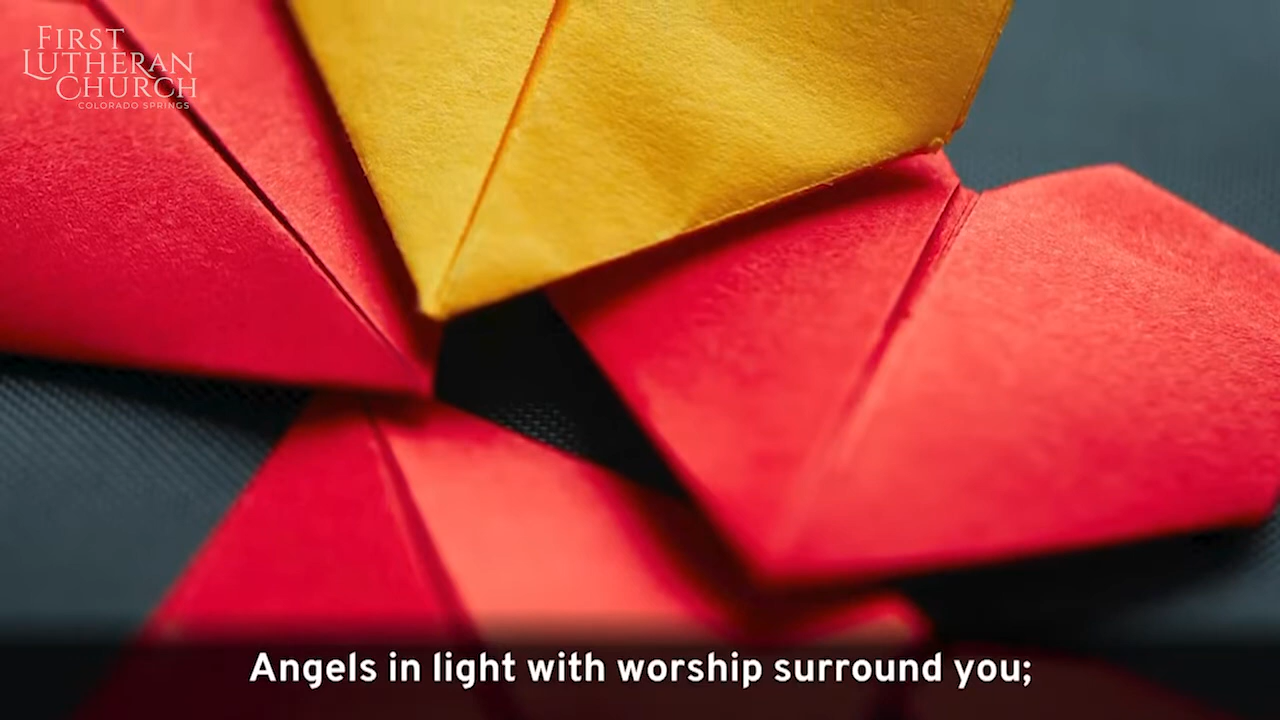 FIRST
LUTHERAN
CHURCH
COLORADO SPRINGS
Angels in light with worship surround you;